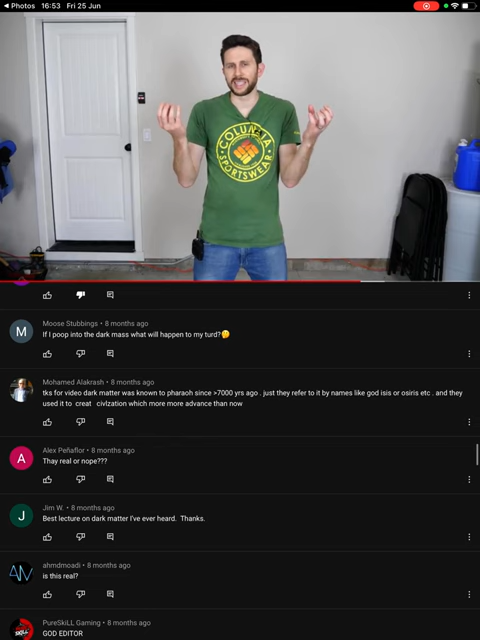 Photos 16:53 Fri 25 Jun
COLUMBIA
SPORTSWEAR
M
Moose Stubbings • 8 months ago
If I poop into the dark mass what will happen to my turd?🤔
Mohamed Alakrash • 8 months ago
tks for video dark matter was known to pharaoh since >7000 yrs ago . just they refer to it by names like god isis or osiris etc . and they
used it to creat civlzation which more more advance than now
A
Alex Peñaflor • 8 months ago
Thay real or nope???
J
Jim W. • 8 months ago
Best lecture on dark matter I've ever heard. Thanks.
ahmdmoadi • 8 months ago
is this real?
SKILL
PureSkiLL Gaming • 8 months ago
GOD EDITOR